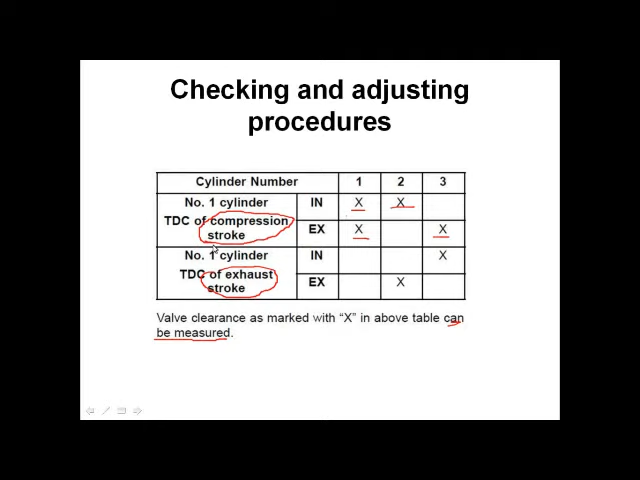 Checking and adjusting
procedures
Cylinder Number 1 2 3
No. 1 cylinder IN X X
TDC of compression
stroke EX X X
No. 1 cylinder IN X
TDC of exhaust
stroke EX X
Valve clearance as marked with “X” in above table can
be measured.